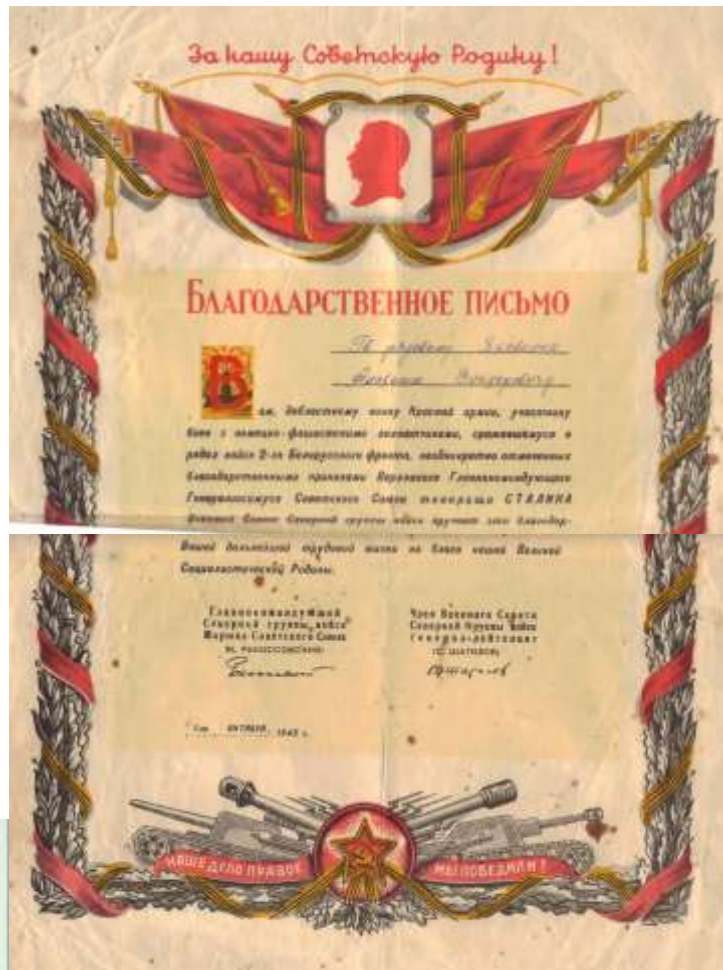 За нашу Советскую Родину!
БЛАГОДАРСТВЕННОЕ ПИСЬМО
Вам, доблестному воину Красной армии, участнику
боев с немецко-фашистскими захватчиками, сражавшемуся в
рядах войск 2-го Белорусского фронта, неоднократно отмеченных
благодарственными приказами Верховного Главнокомандующего
Генералиссимуса Советского Союза товарища СТАЛИНА
Военный Совет Северной группы войск вручает это благодар-
Вашей дальнейшей трудовой жизни на благо нашей Великой
Социалистической Родины.
Главнокомандующий
Северной группы войск
Маршал Советского Союза
(К. РОКОССОВСКИЙ)
Член Военного Совета
Северной Группы войск
генерал-лейтенант
ОКТЯБРЯ 1945 г.
НАШЕ ДЕЛО ПРАВОЕ
МЫ ПОБЕДИЛИ!